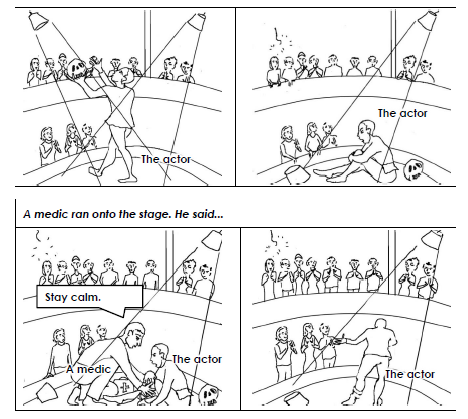 The actor
The actor
A medic ran onto the stage. He said...
Stay calm.
A medic
The actor
The actor